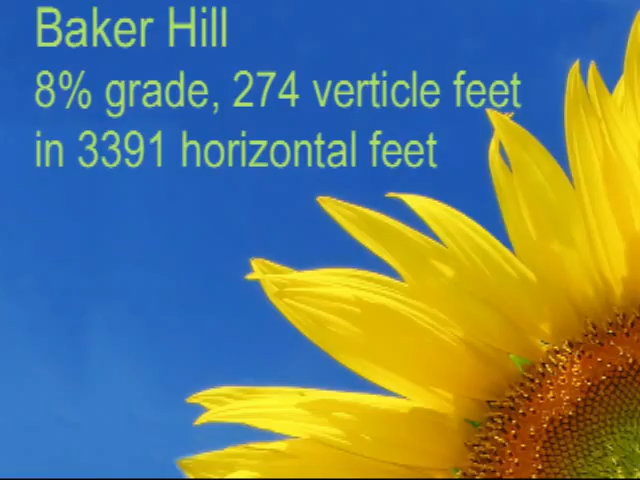 Baker Hill
8% grade, 274 verticle feet
in 3391 horizontal feet